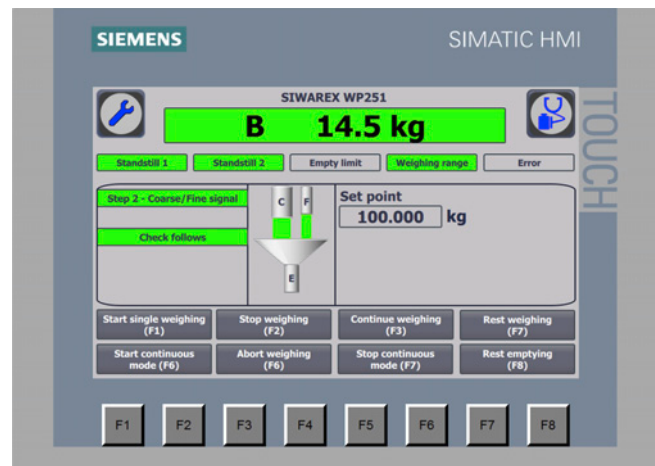 SIEMENS
SIMATIC HMI
TOUCH
SIWAREX WP251
B 14.5 kg
Standstill 1
Standstill 2
Empty limit
Weighing range
Error
Step 2 - Coarse/Fine signal
Check follows
C
F
E
Set point
100.000 kg
Start single weighing
(F1)
Stop weighing
(F2)
Continue weighing
(F3)
Rest weighing
(F7)
Start continuous
mode (F6)
Abort weighing
(F6)
Stop continuous
mode (F7)
Rest emptying
(F8)
F1
F2
F3
F4
F5
F6
F7
F8